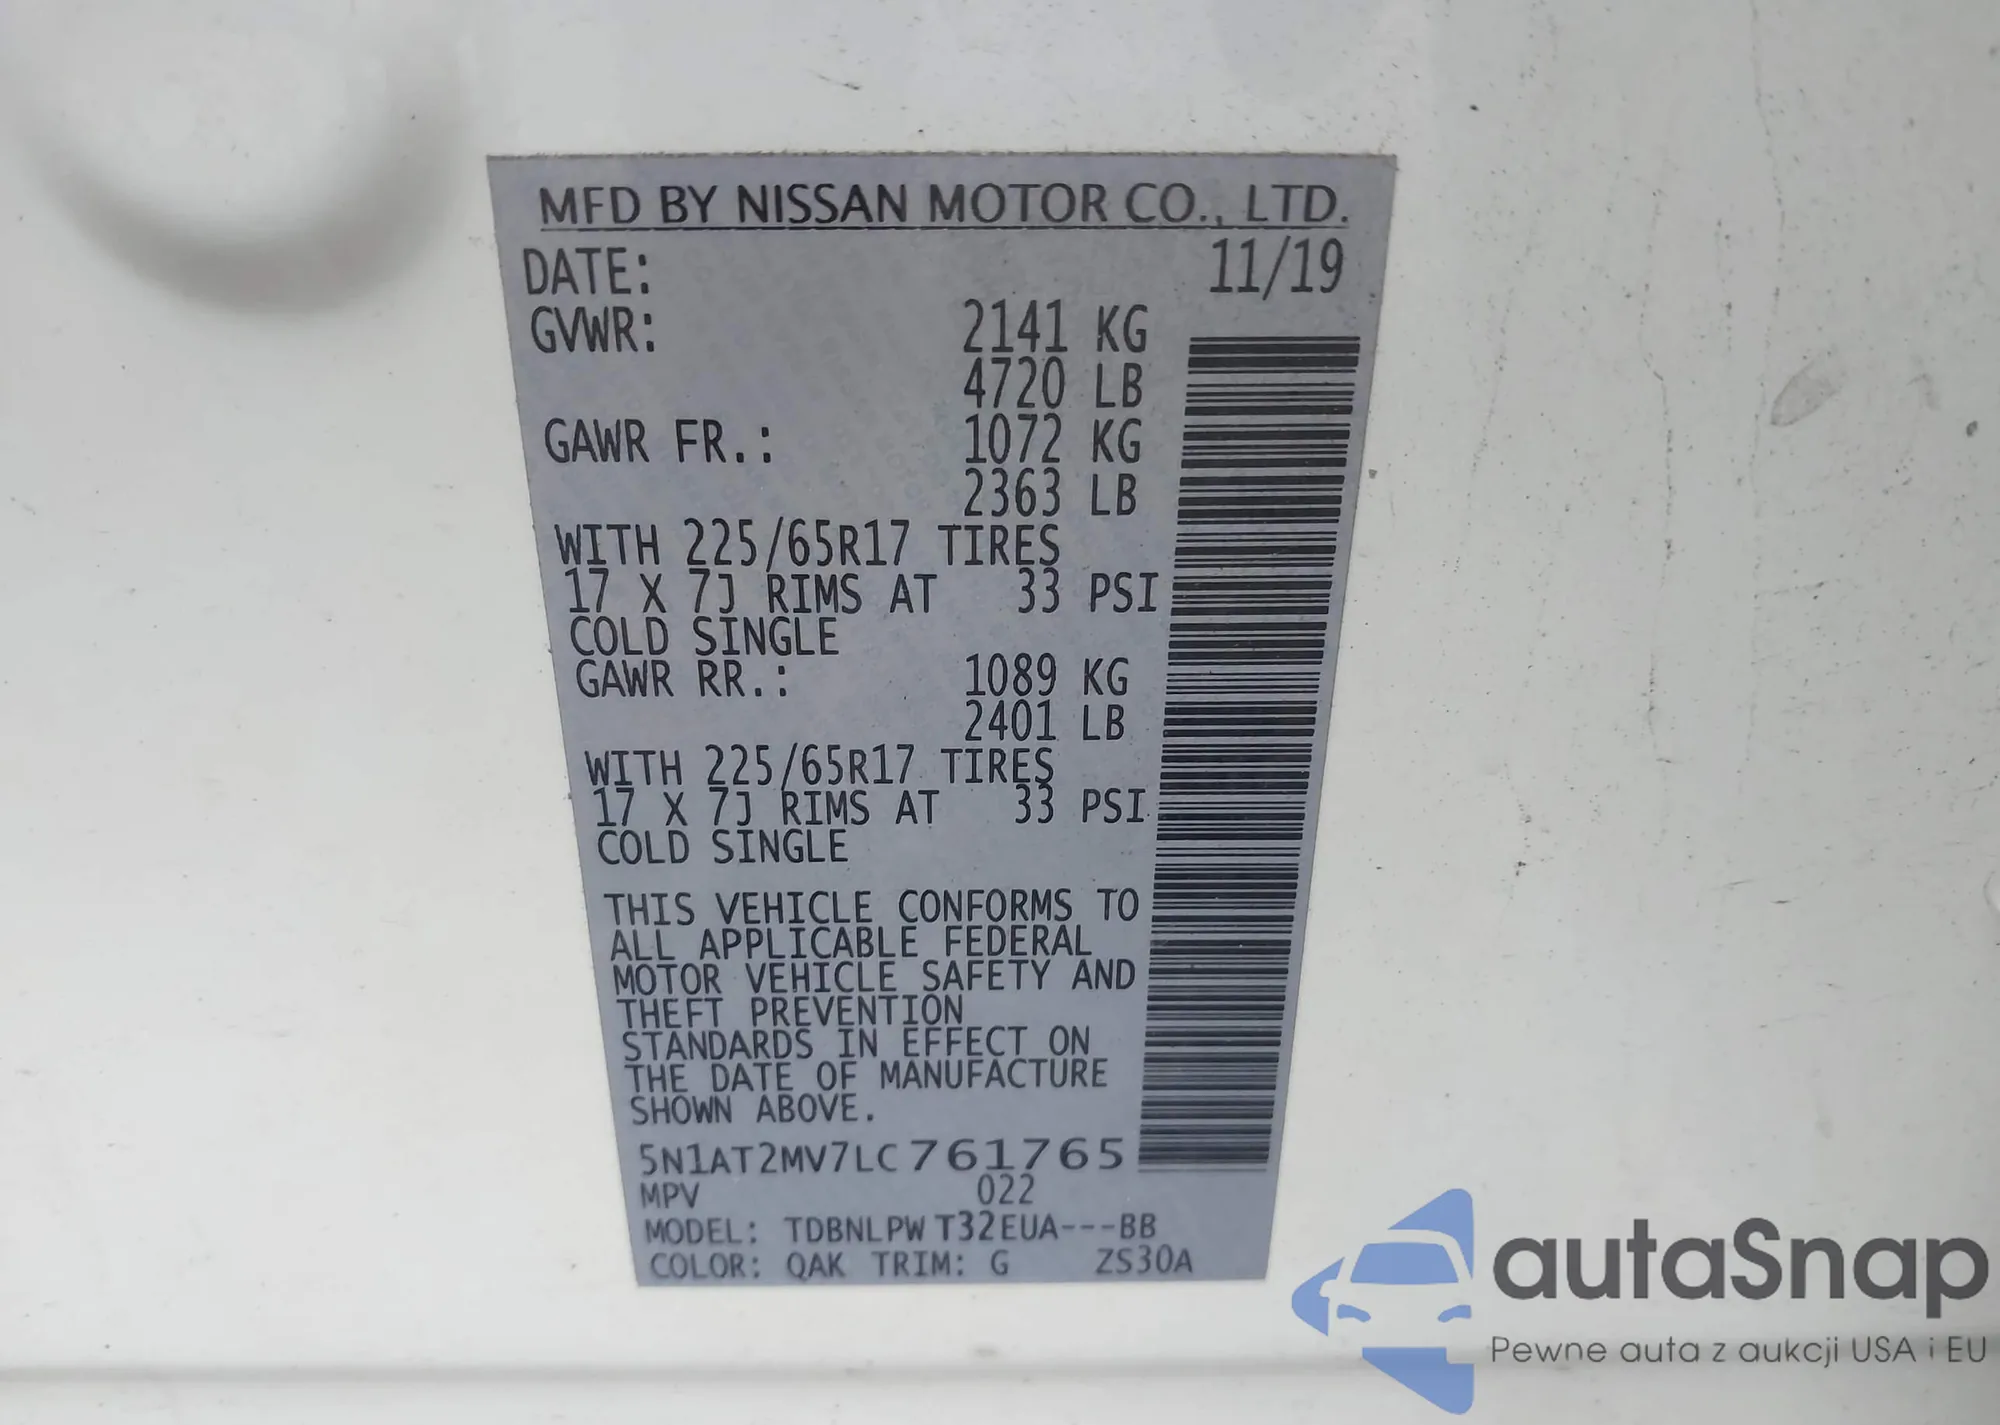 MFD BY NISSAN MOTOR CO., LTD.
DATE: 11/19
GVWR: 2141 KG
4720 LB
GAWR FR.: 1072 KG
2363 LB
WITH 225/65R17 TIRES
17 X 7J RIMS AT 33 PSI
COLD SINGLE
GAWR RR.: 1089 KG
2401 LB
WITH 225/65R17 TIRES
17 X 7J RIMS AT 33 PSI
COLD SINGLE
THIS VEHICLE CONFORMS TO
ALL APPLICABLE FEDERAL
MOTOR VEHICLE SAFETY AND
THEFT PREVENTION
STANDARDS IN EFFECT ON
THE DATE OF MANUFACTURE
SHOWN ABOVE.
5N1AT2MV7LC761765
MPV 022
MODEL: TDBNLPW T32EUA---BB
COLOR: QAK TRIM: G ZS30A
autaSnap
Pewne auta z aukcji USA i EU